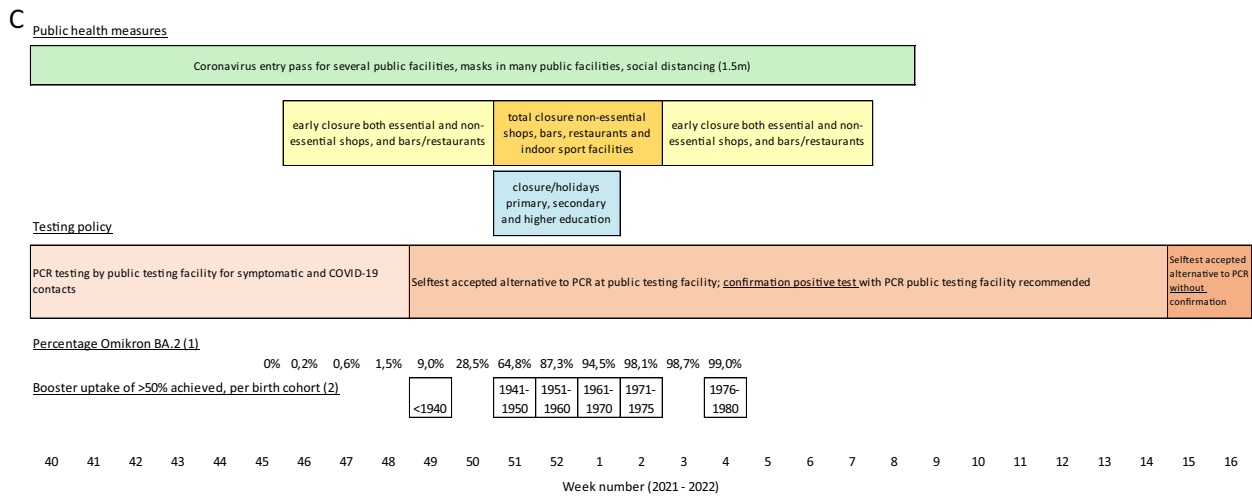 C
Public health measures
Coronavirus entry pass for several public facilities, masks in many public facilities, social distancing (1.5m)
early closure both essential and non-
essential shops, and bars/restaurants
total closure non-essential
shops, bars, restaurants and
indoor sport facilities
early closure both essential and non-
essential shops, and bars/restaurants
closure/holidays
primary, secondary
and higher education
Testing policy
PCR testing by public testing facility for symptomatic and COVID-19
contacts
Selftest accepted alternative to PCR at public testing facility; confirmation positive test with PCR public testing facility recommended
Selftest accepted
alternative to PCR
without
confirmation
Percentage Omikron BA.2 (1)
0% 0,2% 0,6% 1,5% 9,0% 28,5% 64,8% 87,3% 94,5% 98,1% 98,7% 99,0%
Booster uptake of >50% achieved, per birth cohort (2)
<1940
1941-
1950
1951-
1960
1961-
1970
1971-
1975
1976-
1980
40 41 42 43 44 45 46 47 48 49 50 51 52 1 2 3 4 5 6 7 8 9 10 11 12 13 14 15 16
Week number (2021 - 2022)